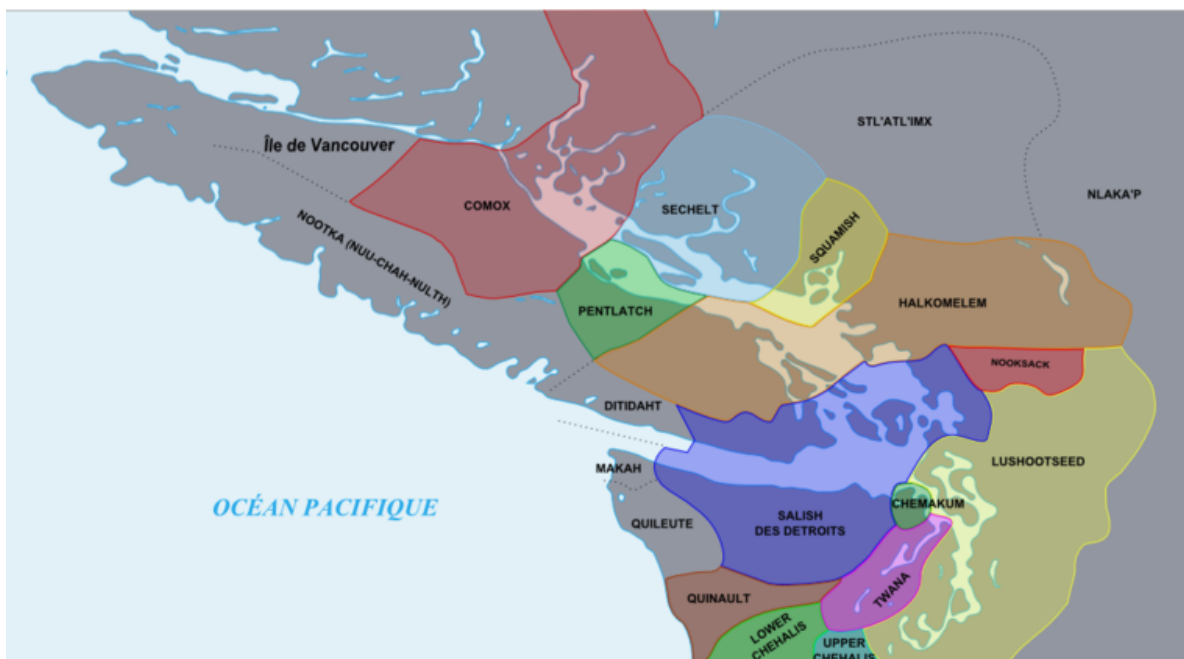 STL'ATL'IMX
Île de Vancouver
NLAKA'P
COMOX
SECHELT
NOOTKA (NUU-CHAH-NULTH)
SQUAMISH
HALKOMELEM
PENTLATCH
NOOKSACK
DITIDAHT
LUSHOOTSEED
MAKAH
OCÉAN PACIFIQUE
CHEMAKUM
SALISH
DES DETROITS
QUILEUTE
TWANA
QUINAULT
LOWER
CHEHALIS
UPPER
CHEHALIS